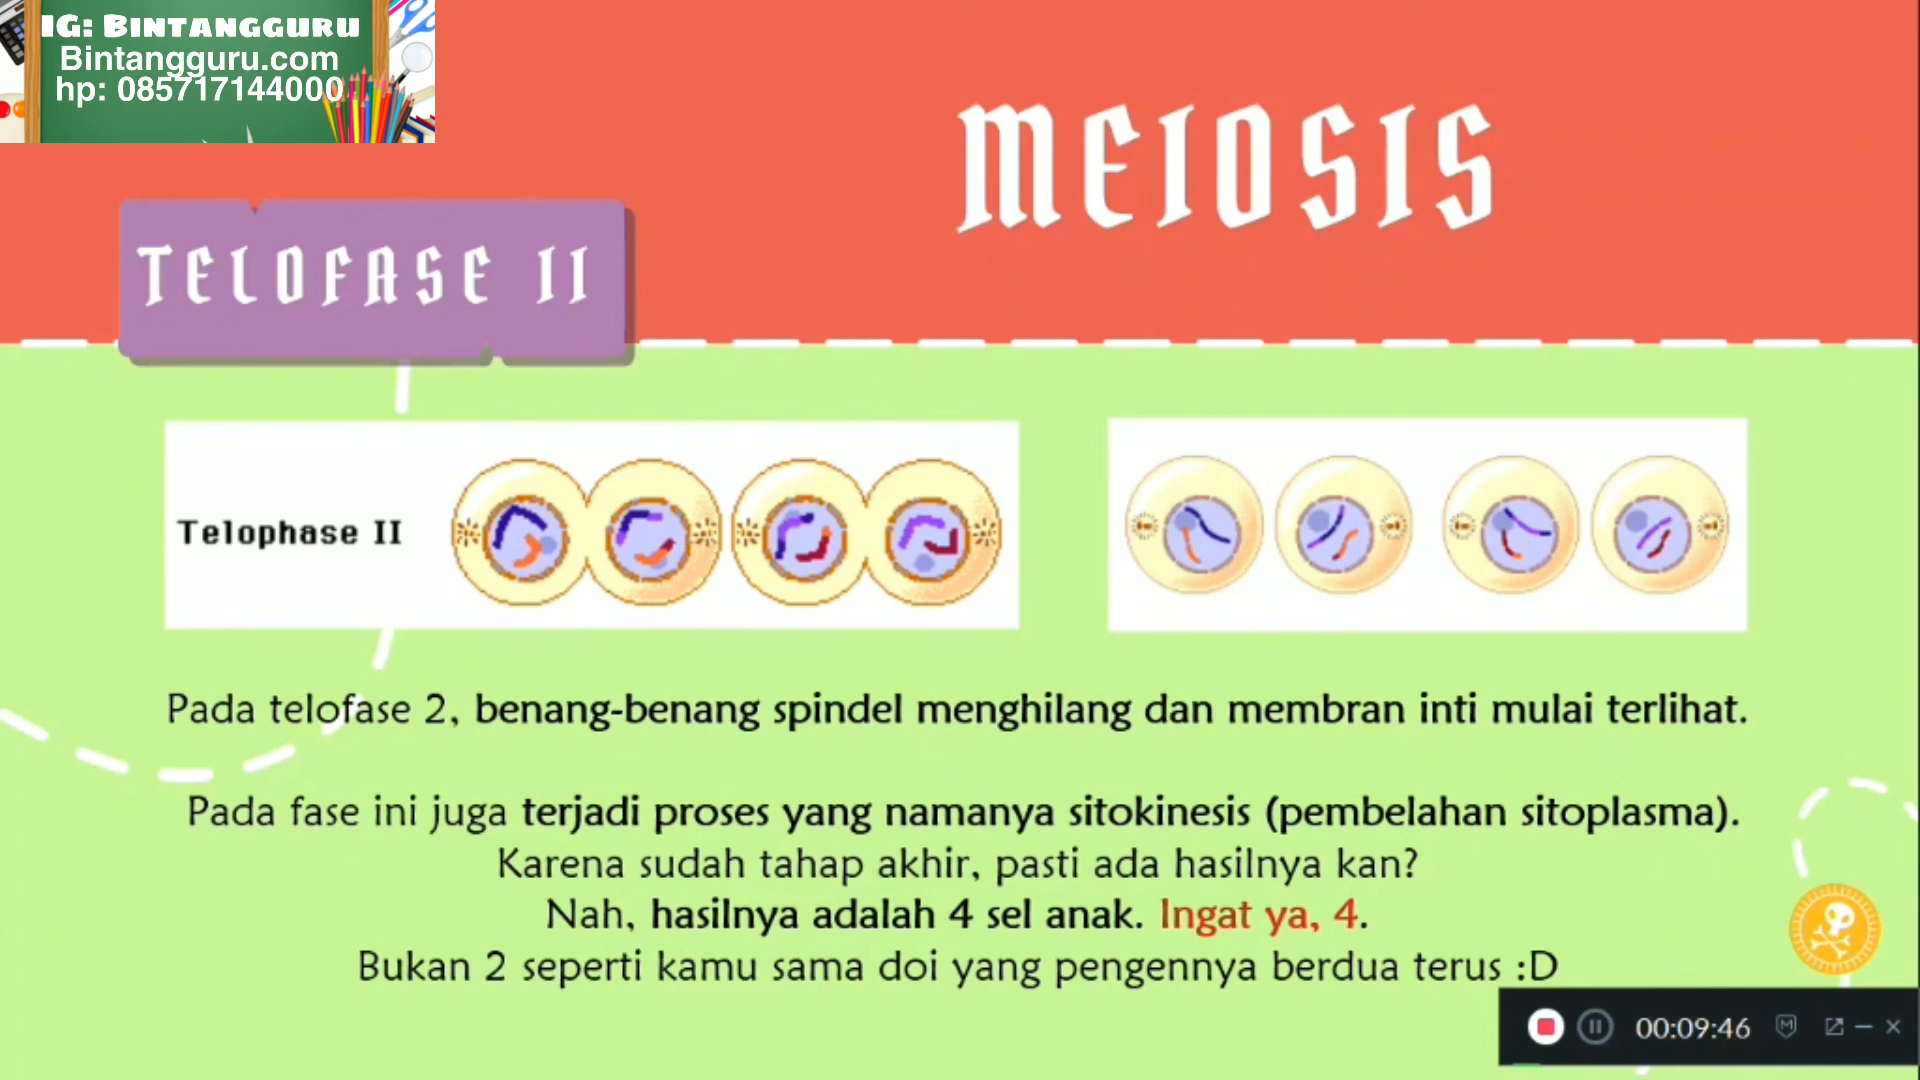 IG: BINTANGGURU
Bintangguru.com
hp: 085717144000
MEIOSIS
TELOFASE II
Telophase II
Pada telofase 2, benang-benang spindel menghilang dan membran inti mulai terlihat.
Pada fase ini juga terjadi proses yang namanya sitokinesis (pembelahan sitoplasma).
Karena sudah tahap akhir, pasti ada hasilnya kan?
Nah, hasilnya adalah 4 sel anak. Ingat ya, 4.
Bukan 2 seperti kamu sama doi yang pengennya berdua terus :D
00:09:46